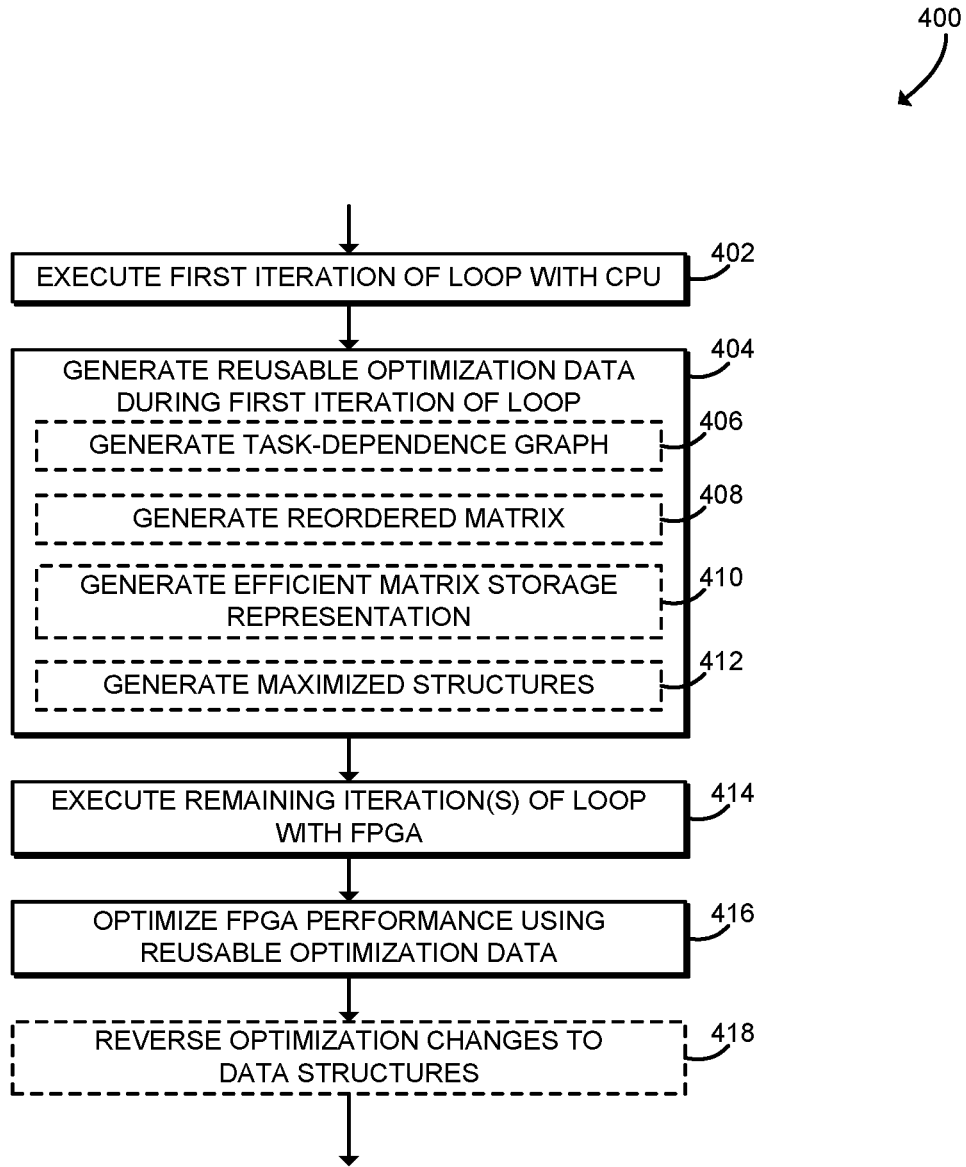 400
EXECUTE FIRST ITERATION OF LOOP WITH CPU
402
GENERATE REUSABLE OPTIMIZATION DATA
DURING FIRST ITERATION OF LOOP
404
GENERATE TASK-DEPENDENCE GRAPH
406
GENERATE REORDERED MATRIX
408
GENERATE EFFICIENT MATRIX STORAGE
REPRESENTATION
410
GENERATE MAXIMIZED STRUCTURES
412
EXECUTE REMAINING ITERATION(S) OF LOOP
WITH FPGA
414
OPTIMIZE FPGA PERFORMANCE USING
REUSABLE OPTIMIZATION DATA
416
REVERSE OPTIMIZATION CHANGES TO
DATA STRUCTURES
418